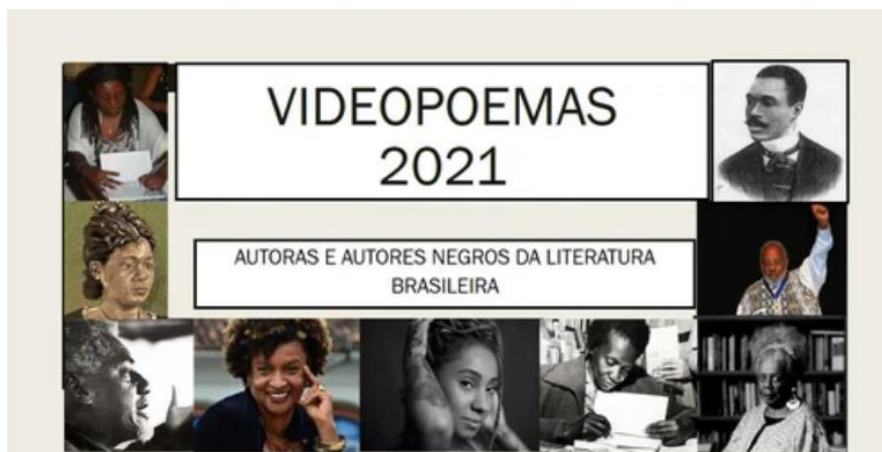 VIDEOPOEMAS
2021
AUTORAS E AUTORES NEGROS DA LITERATURA
BRASILEIRA